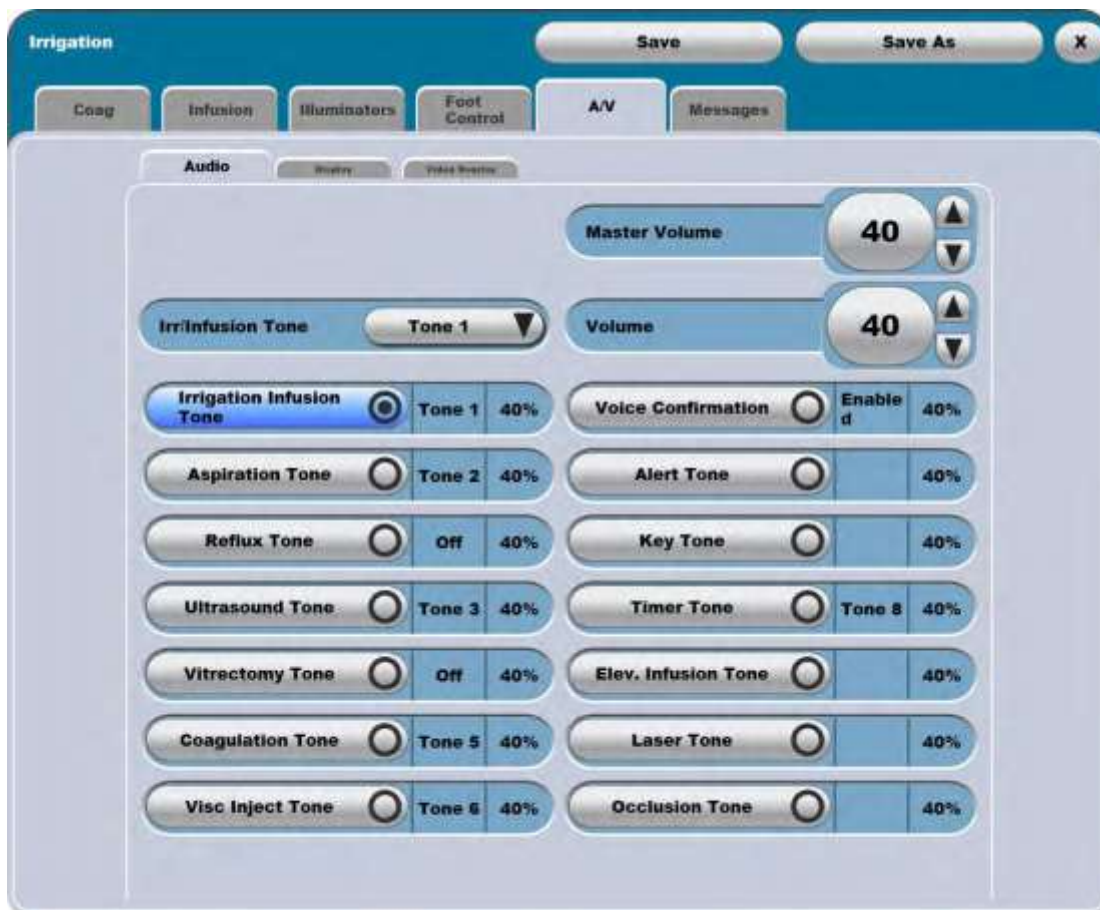 Irrigation
Save
Save As
X
Coag
Infusion
Illuminators
Foot
Control
A/V
Messages
Audio
Display
Video Overlay
Master Volume
40
Irr/Infusion Tone
Tone 1
Volume
40
Irrigation Infusion
Tone
Tone 1
40%
Voice Confirmation
Enable
d
40%
Aspiration Tone
Tone 2
40%
Alert Tone
40%
Reflux Tone
Off
40%
Key Tone
40%
Ultrasound Tone
Tone 3
40%
Timer Tone
Tone 8
40%
Vitrectomy Tone
Off
40%
Elev. Infusion Tone
40%
Coagulation Tone
Tone 5
40%
Laser Tone
40%
Visc Inject Tone
Tone 6
40%
Occlusion Tone
40%